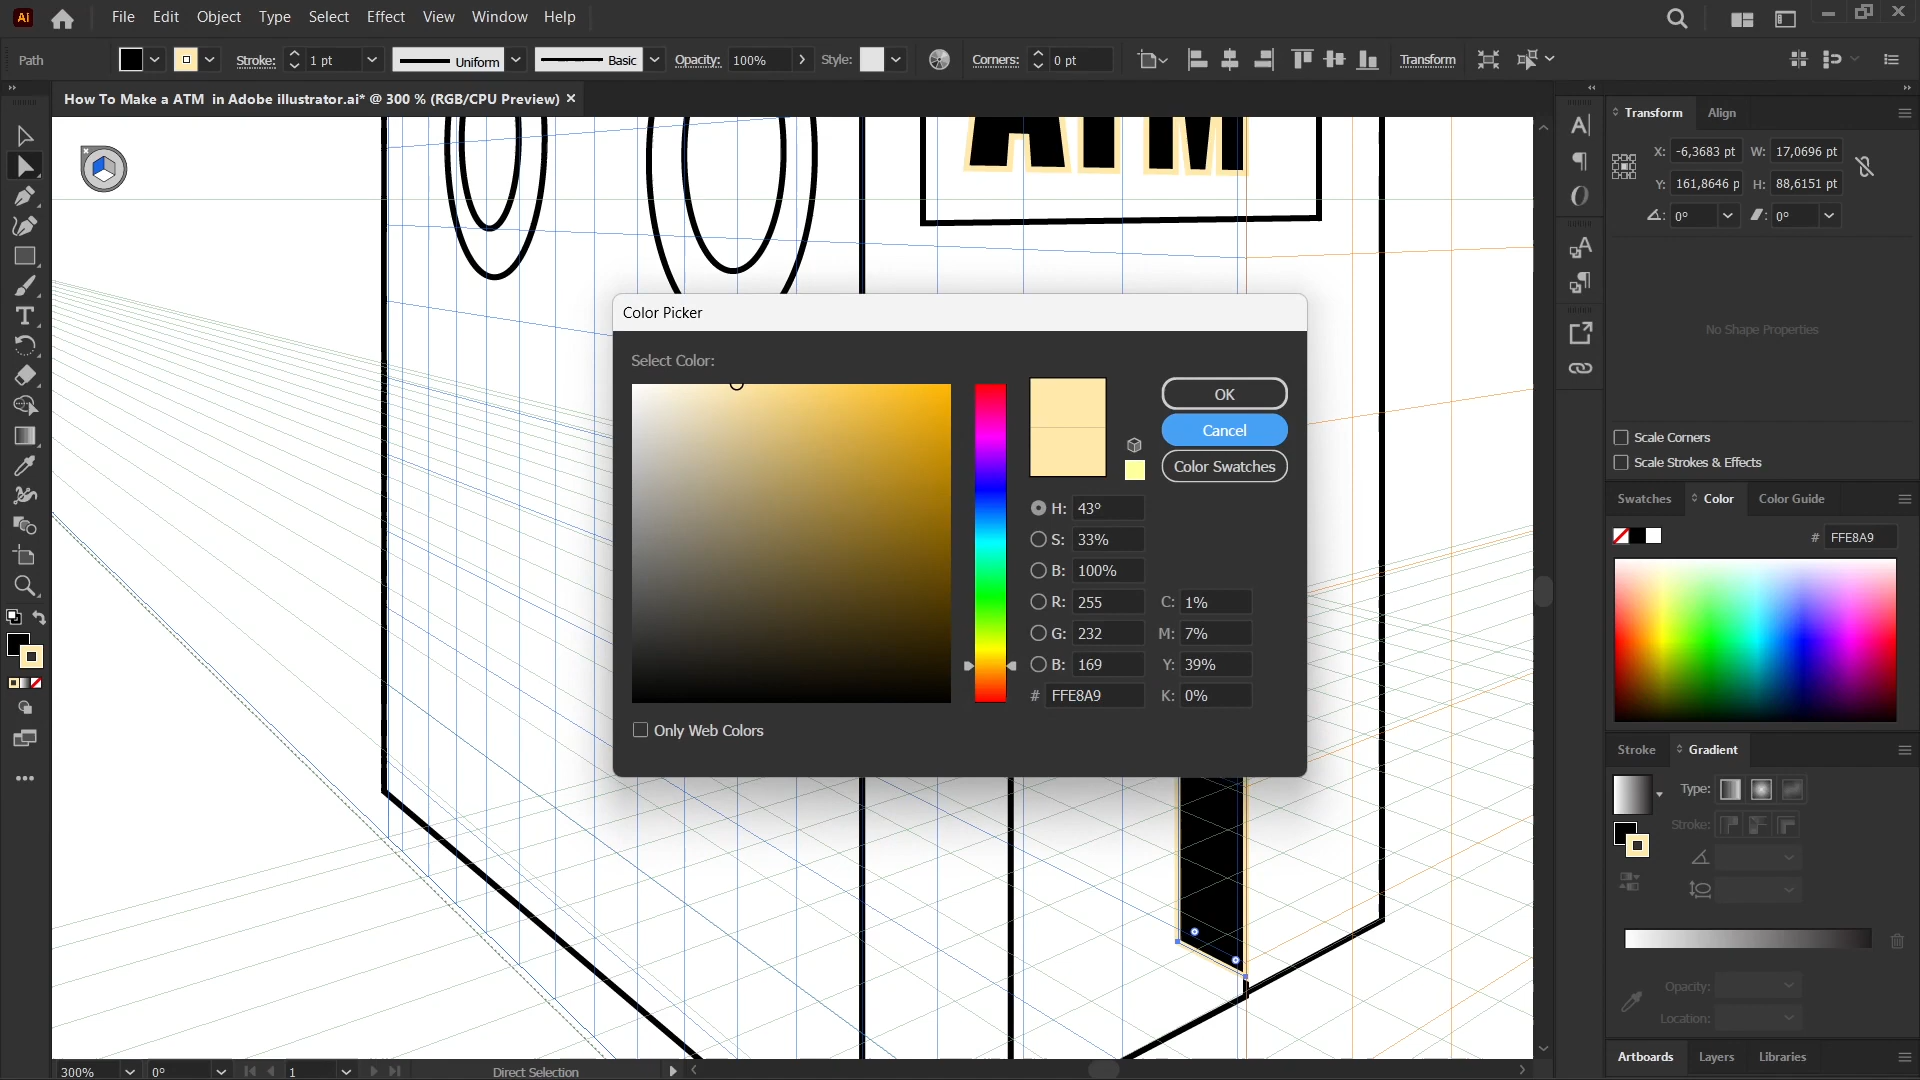 Ai File Edit Object Type Select Effect View Window Help
Path Stroke: 1 pt Uniform Basic Opacity: 100% Style: Corners: 0 pt Transform
How To Make a ATM  in Adobe illustrator.ai* @ 300 % (RGB/CPU Preview) ×
ATM
Color Picker
Select Color:
OK
Cancel
Color Swatches
H: 43°
S: 33%
B: 100%
R: 255 C: 1%
G: 232 M: 7%
B: 169 Y: 39%
# FFE8A9 K: 0%
Only Web Colors
Transform Align
X: -6,3683 pt W: 17,0696 pt
Y: 161,8646 p H: 88,6151 pt
0° 0°
No Shape Properties
Scale Corners
Scale Strokes & Effects
Swatches Color Color Guide
# FFE8A9
Stroke Gradient
Type:
Stroke:
Opacity:
Location:
Artboards Layers Libraries
300% 0° 1 Direct Selection